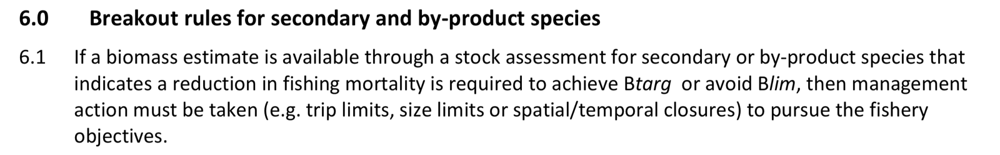 6.0 Breakout rules for secondary and by-product species
6.1 If a biomass estimate is available through a stock assessment for secondary or by-product species that
indicates a reduction in fishing mortality is required to achieve Btarg or avoid Blim, then management
action must be taken (e.g. trip limits, size limits or spatial/temporal closures) to pursue the fishery
objectives.